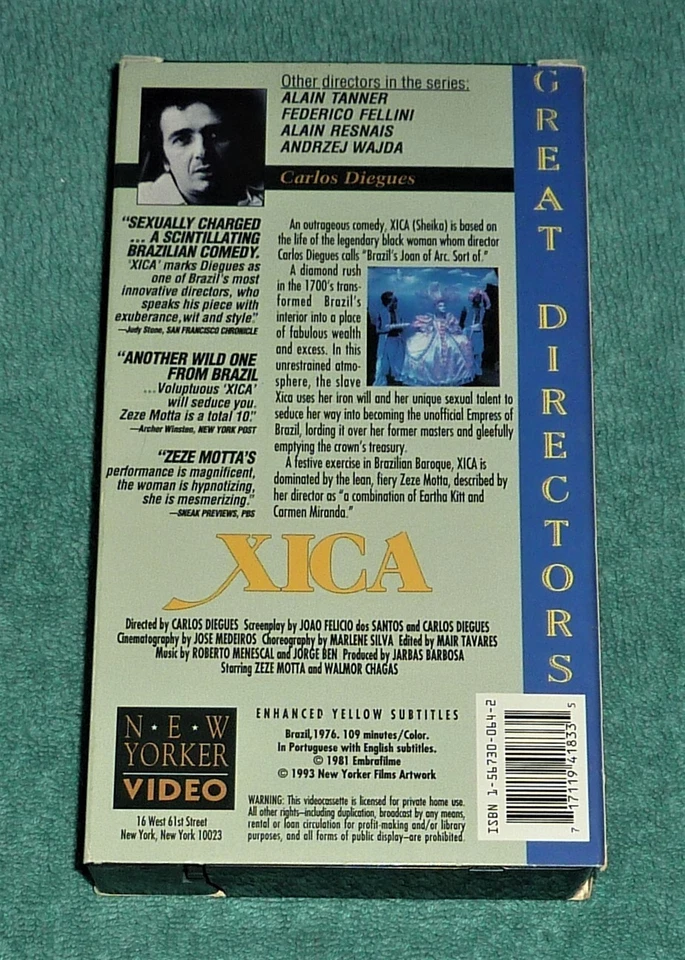 Other directors in the series:
ALAIN TANNER
FEDERICO FELLINI
ALAIN RESNAIS
ANDRZEJ WAJDA
Carlos Diegues
"SEXUALLY CHARGED
... A SCINTILLATING
BRAZILIAN COMEDY.
'XICA' marks Diegues as
one of Brazil's most
innovative directors, who
speaks his piece with
exuberance, wit and style."
—Judy Stone, SAN FRANCISCO CHRONICLE
"ANOTHER WILD ONE
FROM BRAZIL
...Voluptuous 'XICA'
will seduce you.
Zeze Motta is a total 10."
—Archer Winsten, NEW YORK POST
"ZEZE MOTTA'S
performance is magnificent,
the woman is hypnotizing,
she is mesmerizing."
—SNEAK PREVIEWS, PBS
An outrageous comedy, XICA (Sheika) is based
on the life of the legendary black woman whom director
Carlos Diegues calls "Brazil's Joan of Arc. Sort of."
A diamond rush
in the 1700's trans-
formed Brazil's
interior into a place
of fabulous wealth
and excess. In this
unrestrained atmo-
sphere, the slave
Xica uses her iron will and her unique sexual talent to
seduce her way into becoming the unofficial Empress of
Brazil, lording it over her former masters and gleefully
emptying the crown's treasury.
A festive exercise in Brazilian Baroque, XICA is
dominated by the lean, fiery Zeze Motta, described by
her director as "a combination of Eartha Kitt and
Carmen Miranda."
XICA
Directed by CARLOS DIEGUES Screenplay by JOAO FELICIO dos SANTOS and CARLOS DIEGUES
Cinematography by JOSE MEDEIROS Choreography by MARLENE SILVA Edited by MAIR TAVARES
Music by ROBERTO MENESCAL and JORGE BEN Produced by JARBAS BARBOSA
Starring ZEZE MOTTA and WALMOR CHAGAS
N★E★W
YORKER
VIDEO
16 West 61st Street
New York, New York 10023
ENHANCED YELLOW SUBTITLES
Brazil, 1976. 109 minutes/Color.
In Portuguese with English subtitles.
© 1981 Embrafilme
© 1993 New Yorker Films Artwork
WARNING: This videocassette is licensed for private home use.
All other rights—including duplication, broadcast by any means,
rental or loan circulation for profit-making and/or library
purposes, and all forms of public display—are prohibited.
GREAT DIRECTORS
ISBN 1-56730-064-2
7 17119 41833 5